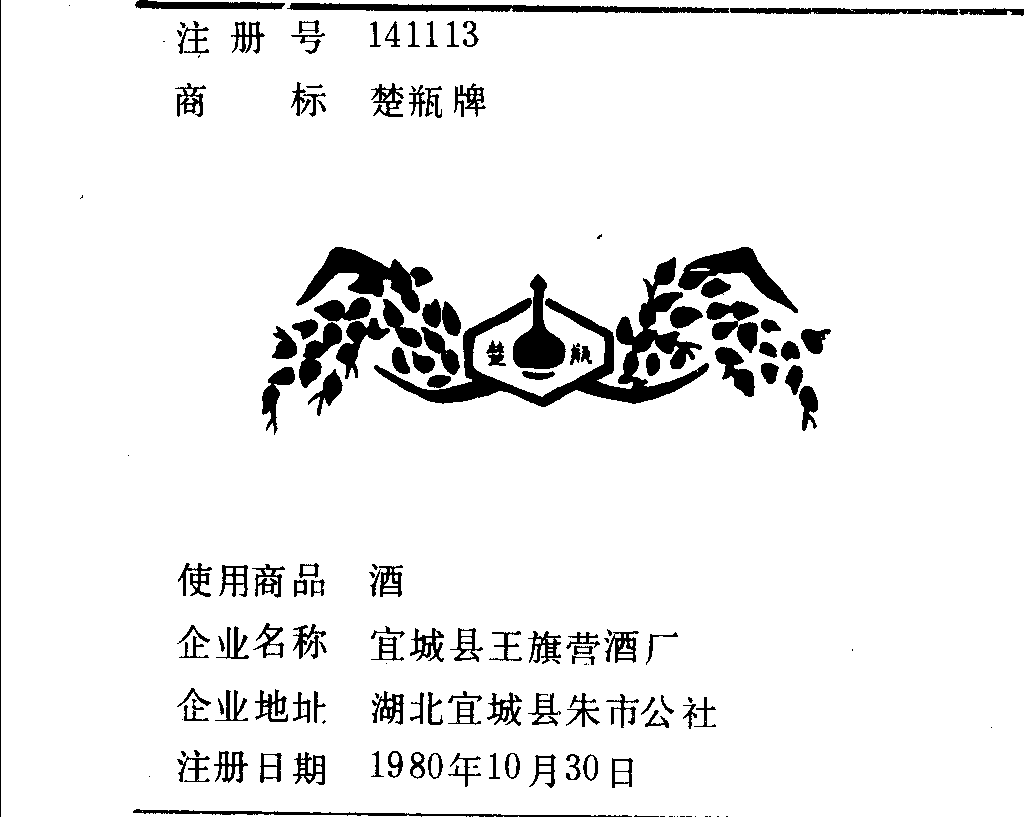 注册号 141113
商标 楚瓶牌
楚 瓶
使用商品 酒
企业名称 宜城县王旗营酒厂
企业地址 湖北宜城县朱市公社
注册日期 1980年10月30日